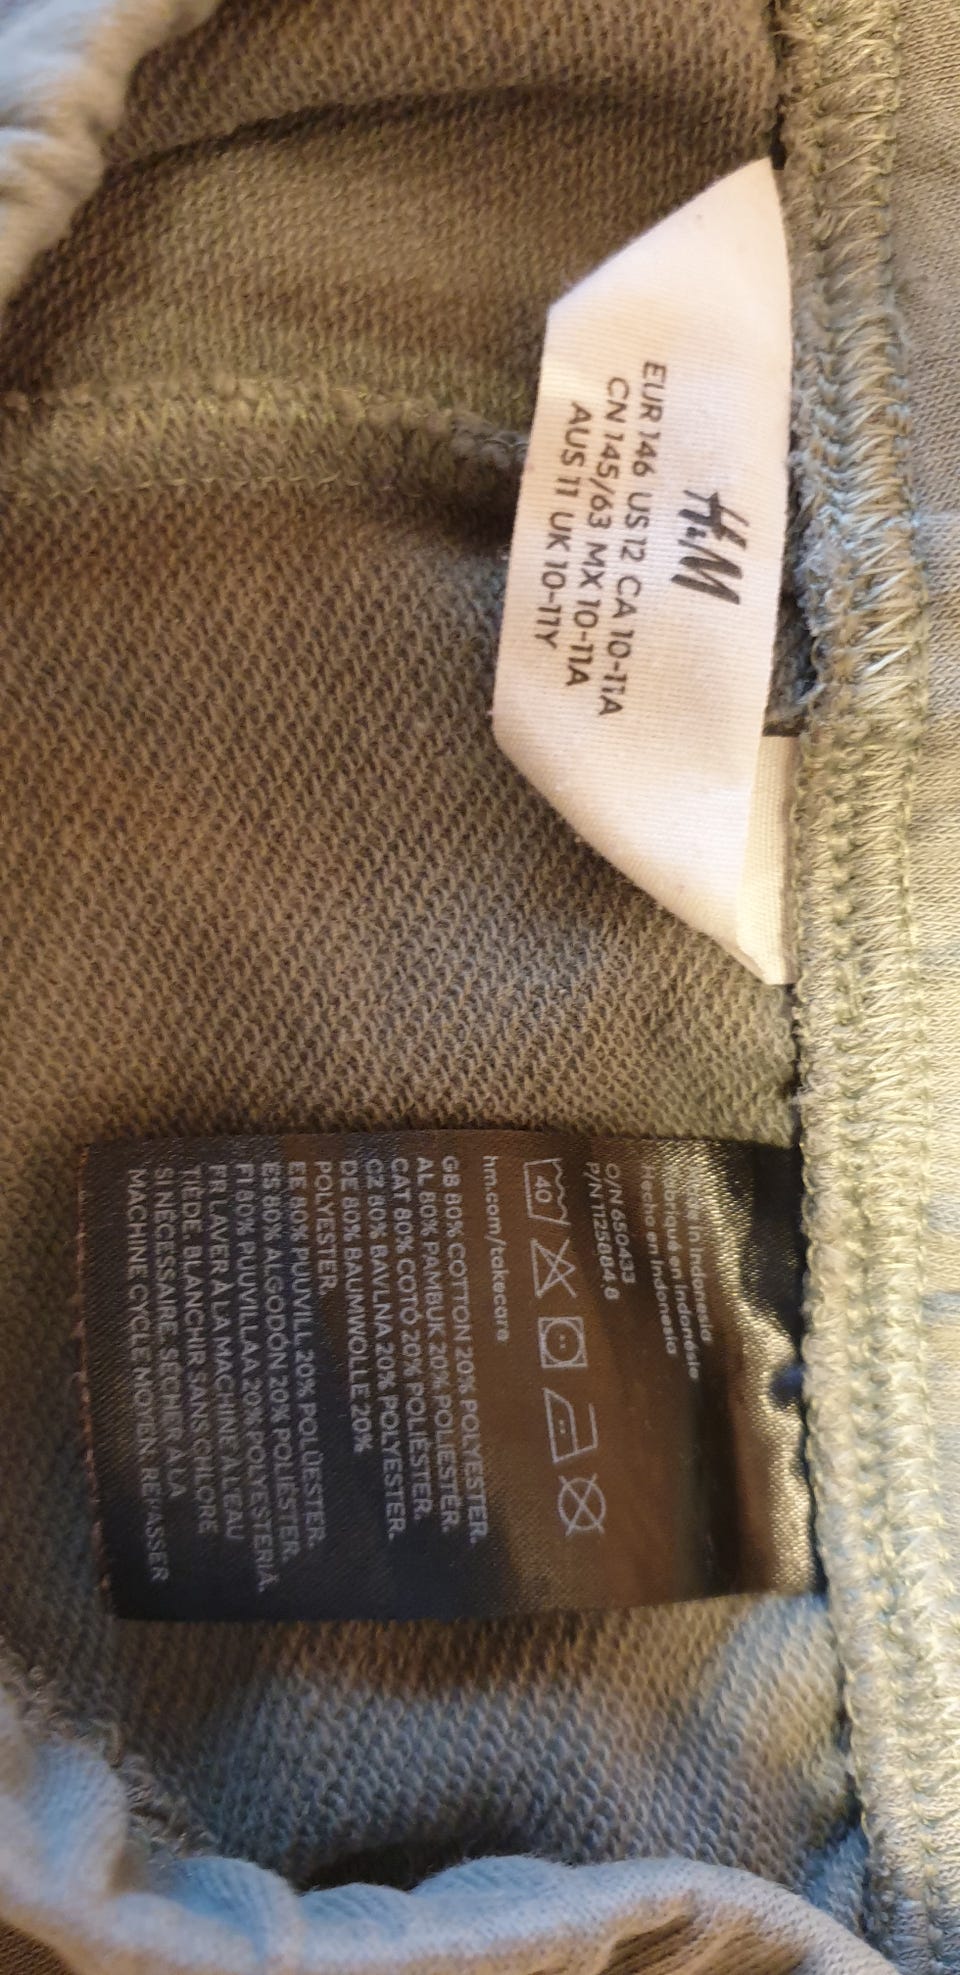 H&M
EUR 146 US 12 CA 10-11A
CN 145/63 MX 10-11A
AUS 11 UK 10-11Y
in Indonesia
Fabriqué en Indonésie
Hecho en Indonesia
O/N 650433
P/N 1125884 8
40
hm.com/takecare
GB 80% COTTON 20% POLYESTER.
AL 80% PAMBUK 20% POLIESTER.
CAT 80% COTÓ 20% POLIÈSTER.
CZ 80% BAVLNA 20% POLYESTER.
DE 80% BAUMWOLLE 20%
POLYESTER.
EE 80% PUUVILL 20% POLÜESTER.
ES 80% ALGODÓN 20% POLIÉSTER.
FI 80% PUUVILLAA 20% POLYESTERIÄ.
FR LAVER À LA MACHINE À L'EAU
TIÈDE. BLANCHIR SANS CHLORE
SI NÉCESSAIRE. SÉCHER À LA
MACHINE CYCLE MOYEN. REPASSER